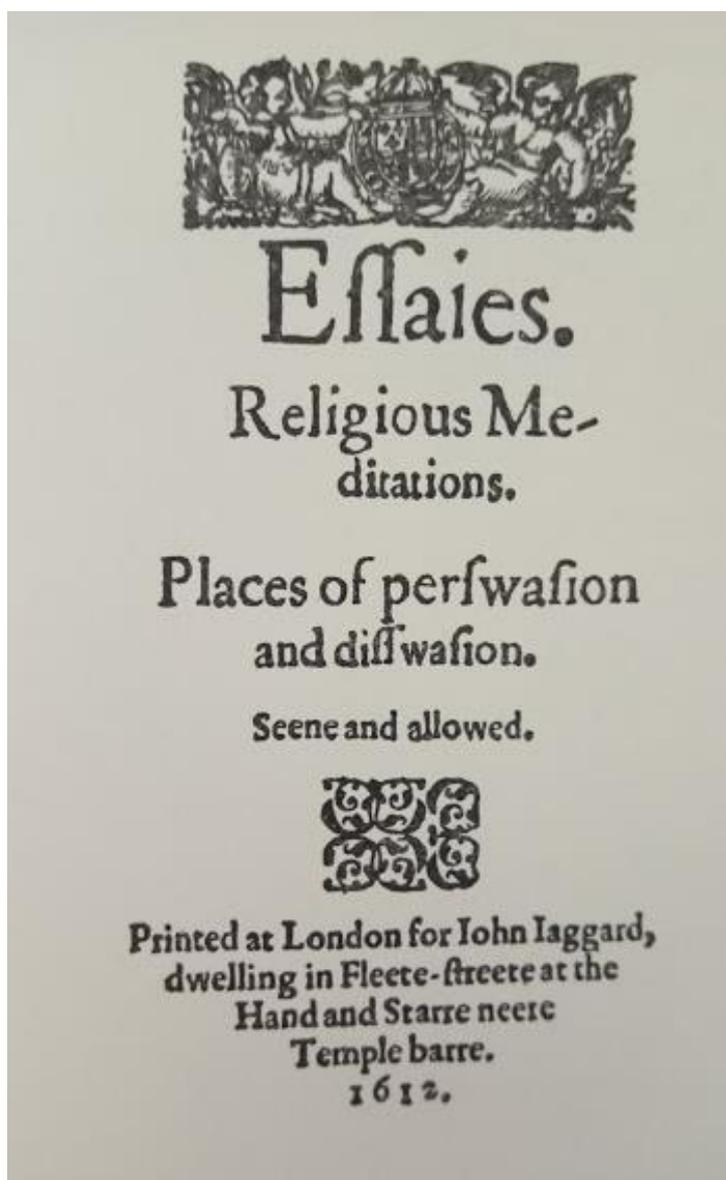 Eſſaies.
Religious Me-
ditations.
Places of perſwaſion
and diſſwaſion.
Seene and allowed.
Printed at London for Iohn Iaggard,
dwelling in Fleete-ſtreete at the
Hand and Starre neere
Temple barre.
1612.